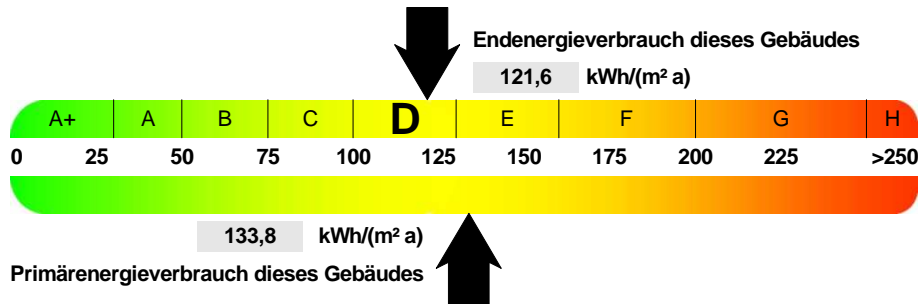 Endenergieverbrauch dieses Gebäudes
121,6 kWh/(m² a)
A+ A B C D E F G H
0 25 50 75 100 125 150 175 200 225 >250
133,8 kWh/(m² a)
Primärenergieverbrauch dieses Gebäudes